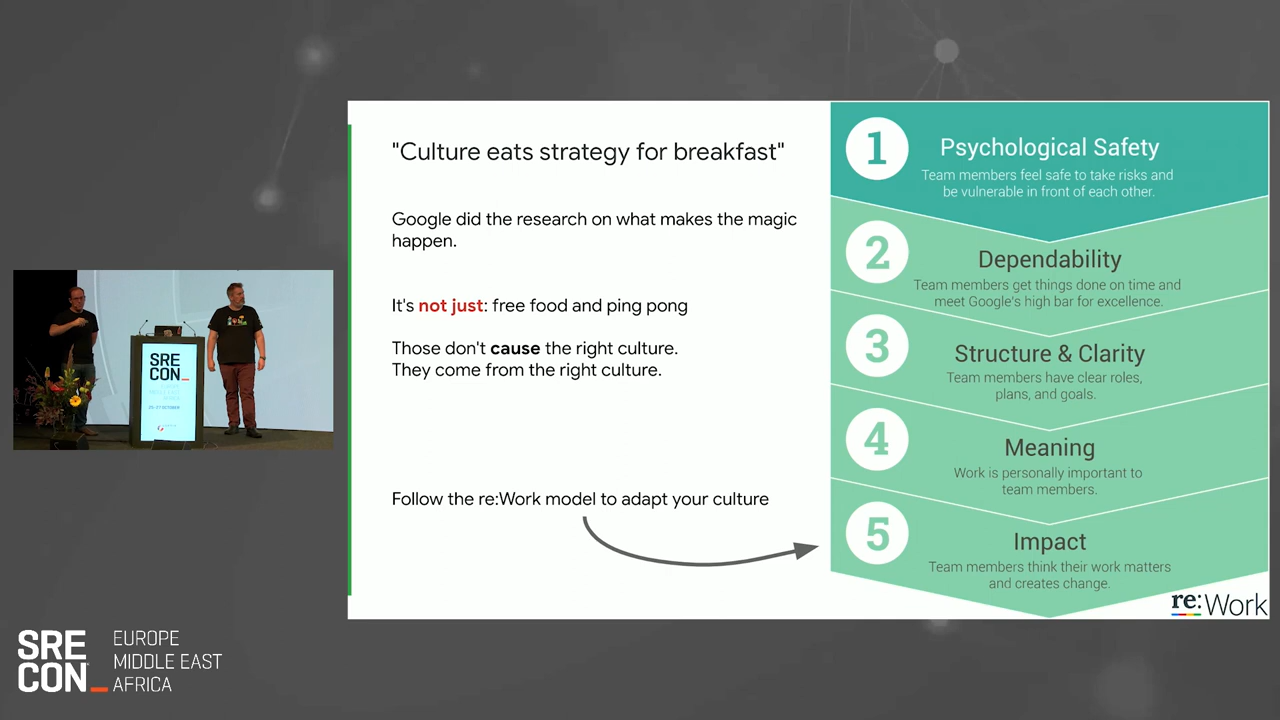 "Culture eats strategy for breakfast"
Google did the research on what makes the magic
happen.
It's not just: free food and ping pong
Those don't cause the right culture.
They come from the right culture.
Follow the re:Work model to adapt your culture
1
Psychological Safety
Team members feel safe to take risks and
be vulnerable in front of each other.
2
Dependability
Team members get things done on time and
meet Google's high bar for excellence.
3
Structure & Clarity
Team members have clear roles,
plans, and goals.
4
Meaning
Work is personally important to
team members.
5
Impact
Team members think their work matters
and creates change.
re:Work
SRE
CON_
SRE
CON_
EUROPE
MIDDLE EAST
AFRICA